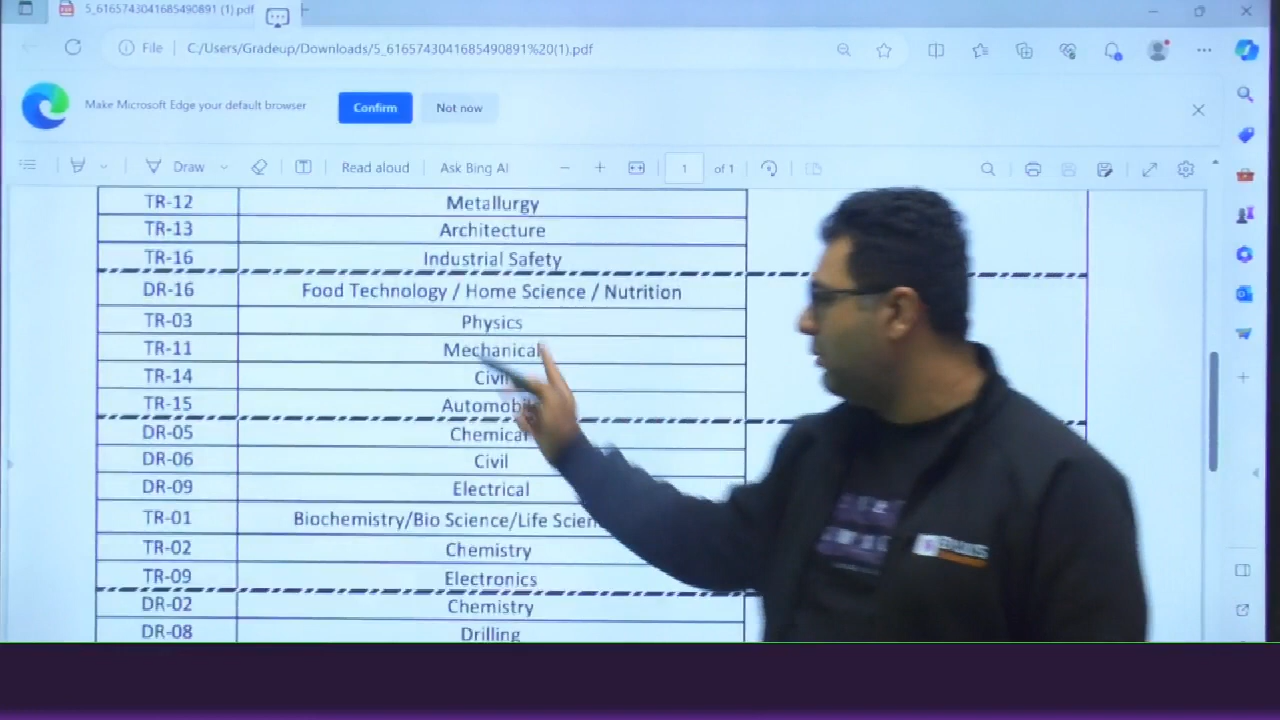 5_6165743041685490891 (1).pdf
File
C:/Users/Gradeup/Downloads/5_6165743041685490891%20(1).pdf
Make Microsoft Edge your default browser
Confirm
Not now
Draw
Read aloud
Ask Bing AI
1
of 1
TR-12 Metallurgy
TR-13 Architecture
TR-16 Industrial Safety
DR-16 Food Technology / Home Science / Nutrition
TR-03 Physics
TR-11 Mechanical
TR-14 Civil
TR-15
DR-05 Chemical
DR-06 Civil
DR-09 Electrical
TR-01 Biochemistry/Bio Science/Life
TR-02 Chemistry
TR-09 Electronics
DR-02 Chemistry
DR-08 Drilling